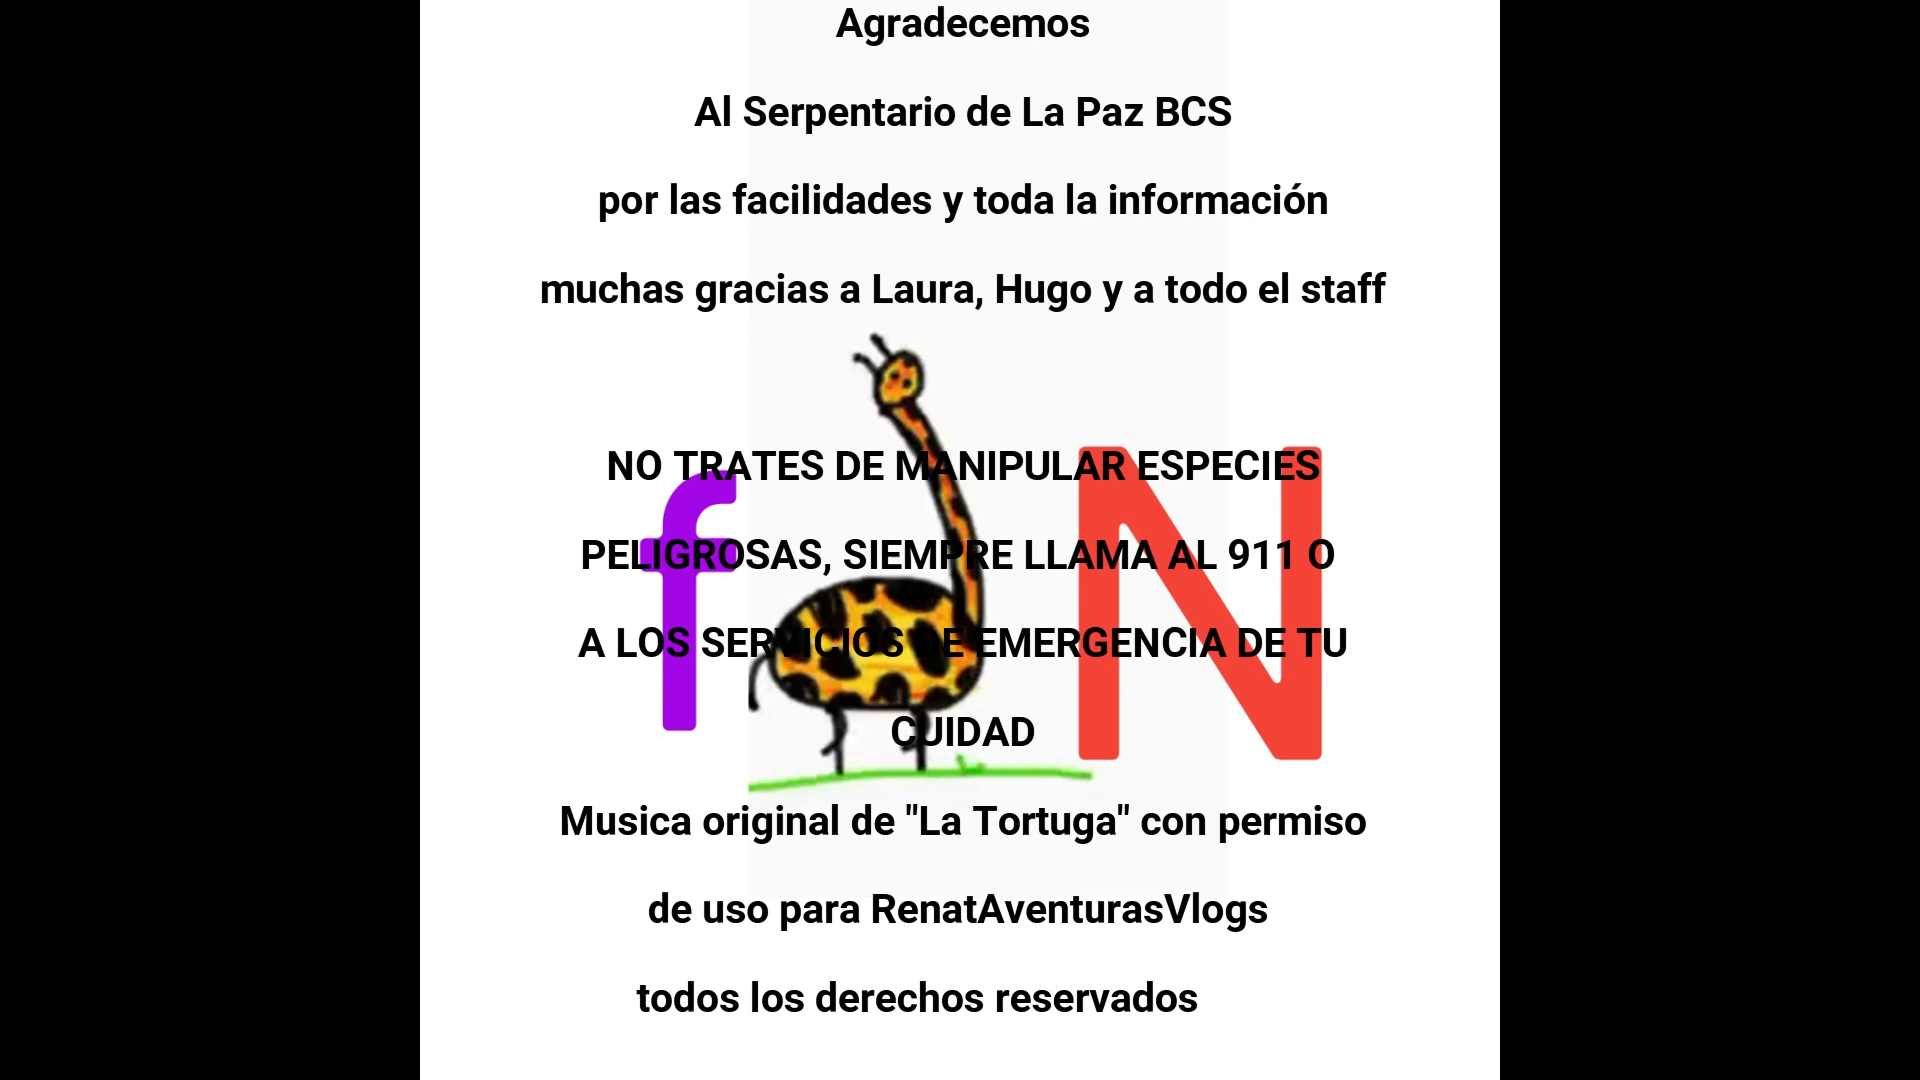 Agradecemos
Al Serpentario de La Paz BCS
por las facilidades y toda la información
muchas gracias a Laura, Hugo y a todo el staff
NO TRATES DE MANIPULAR ESPECIES
PELIGROSAS, SIEMPRE LLAMA AL 911 O
A LOS SERVICIOS DE EMERGENCIA DE TU
CUIDAD
f N
Musica original de "La Tortuga" con permiso
de uso para RenatAventurasVlogs
todos los derechos reservados